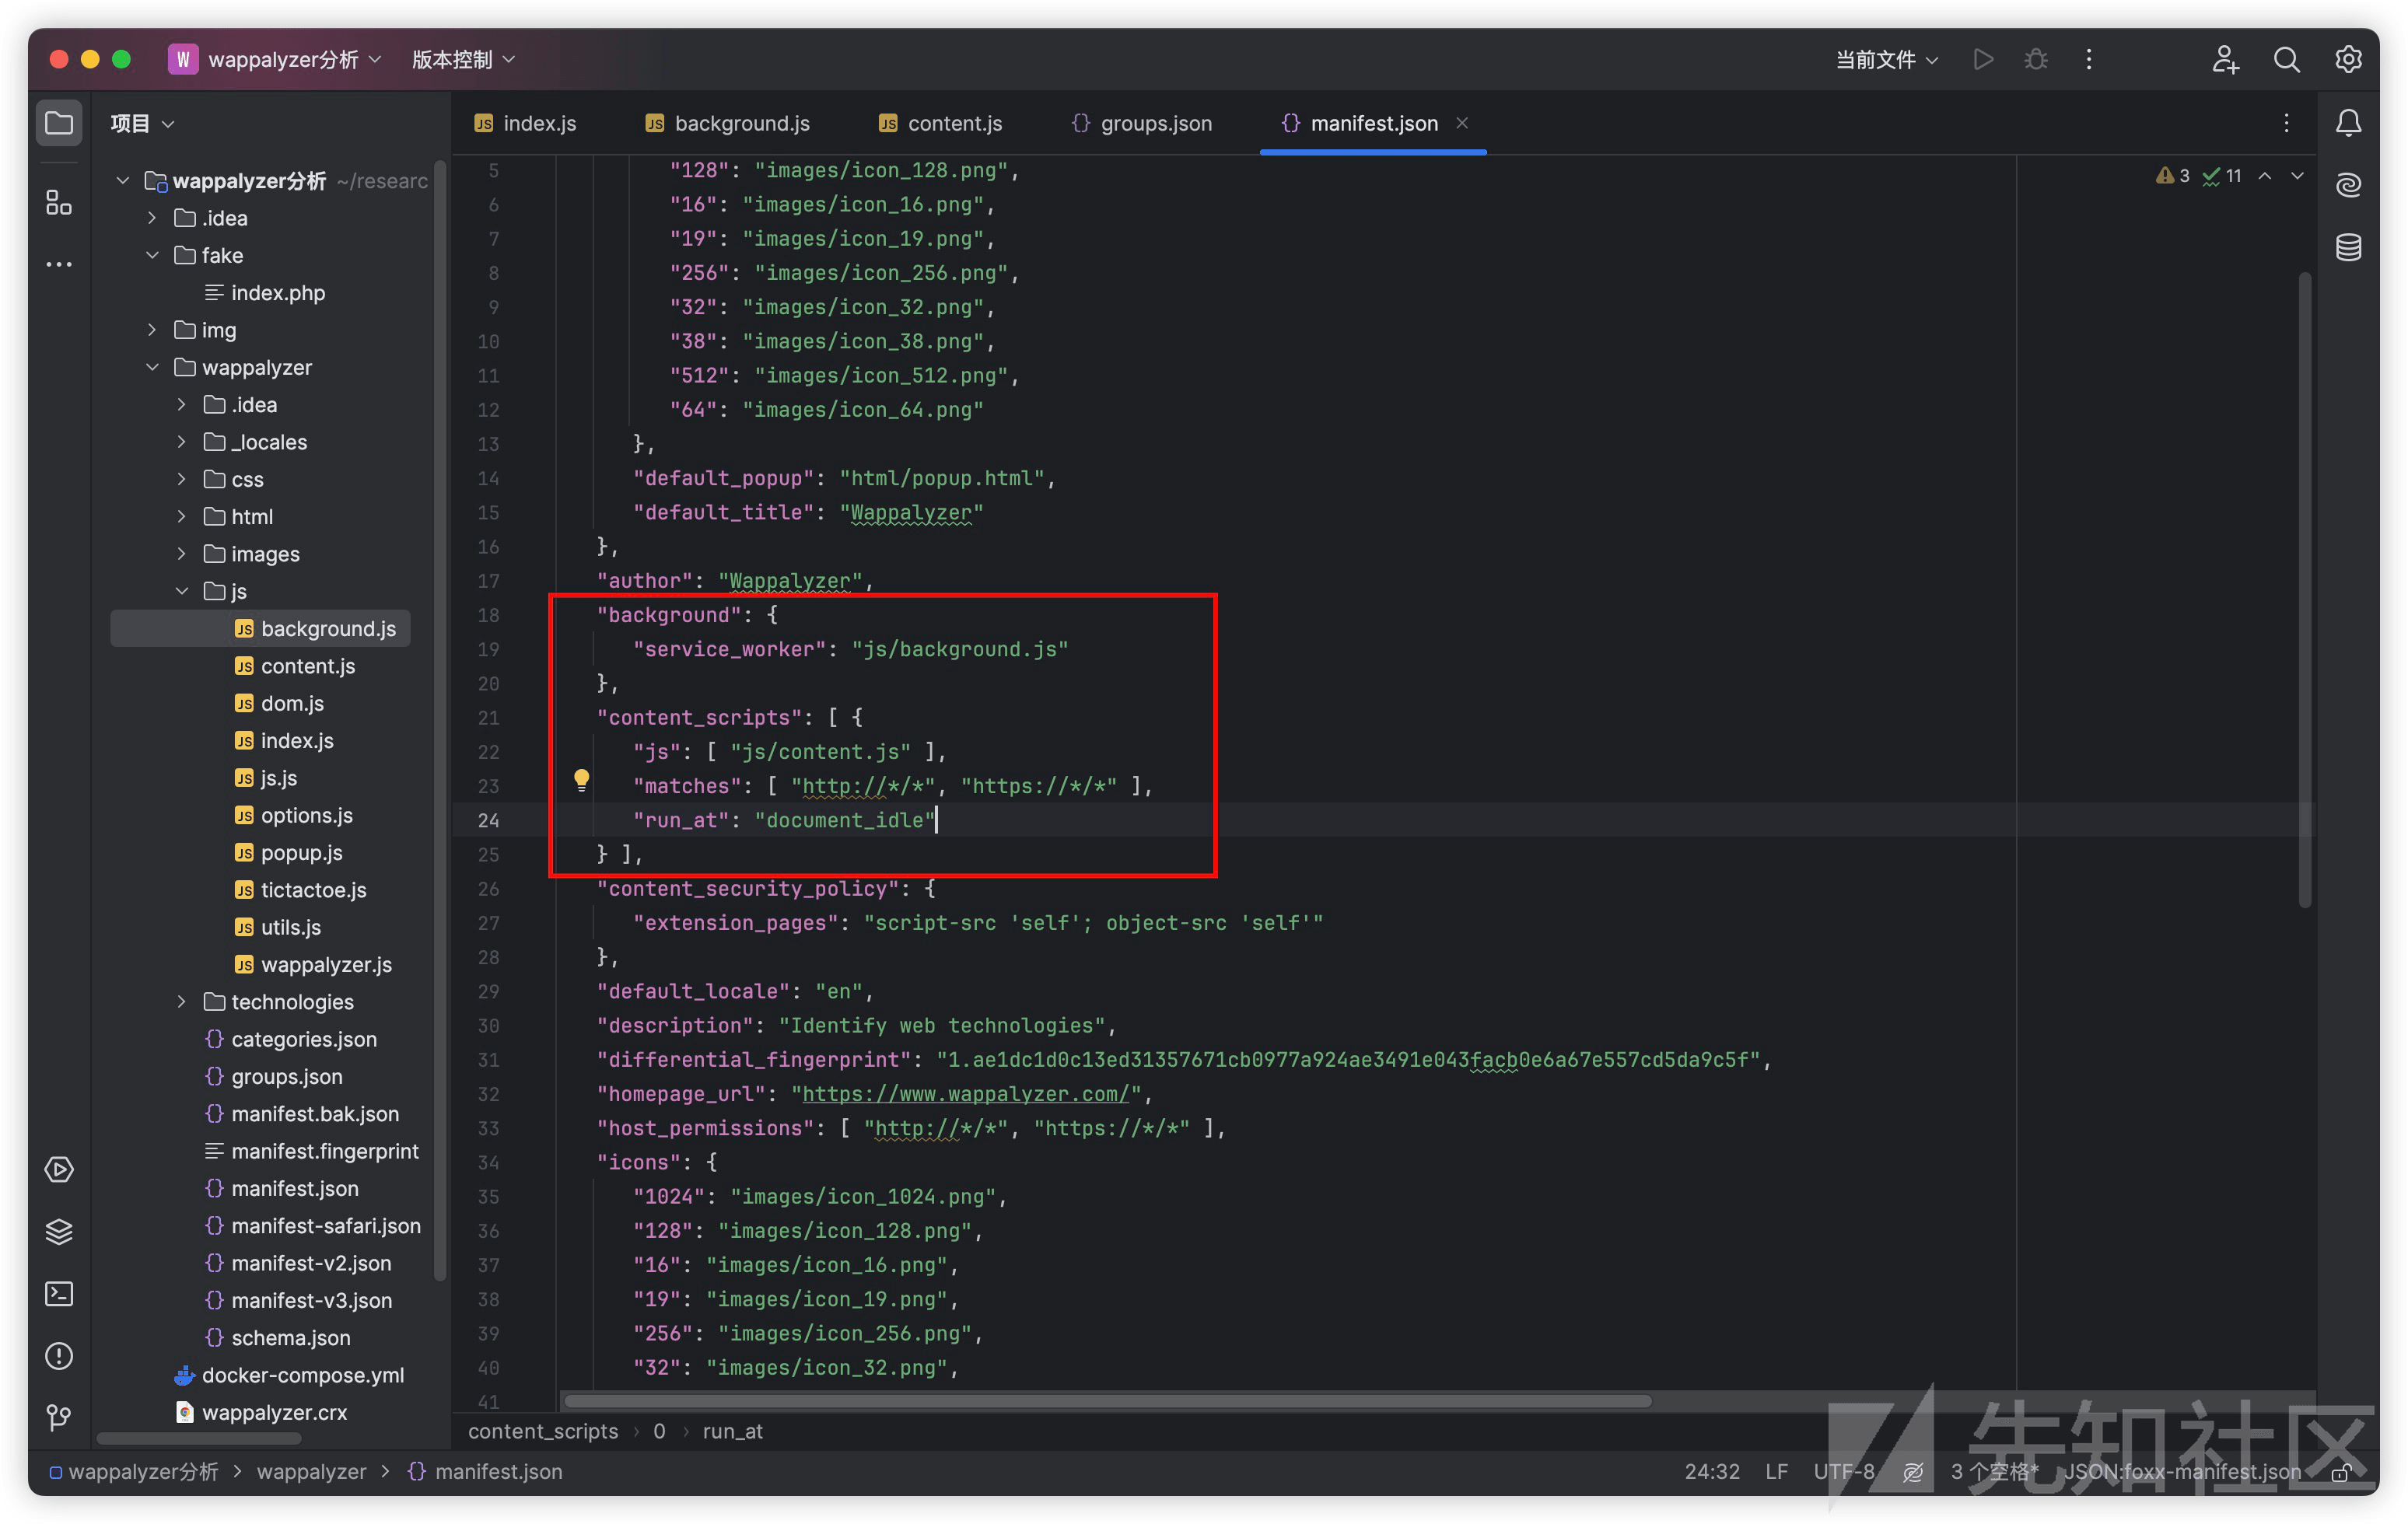 W wappalyzer分析 版本控制 当前文件
项目
wappalyzer分析 ~/researc
.idea
fake
index.php
img
wappalyzer
.idea
_locales
css
html
images
js
background.js
content.js
dom.js
index.js
js.js
options.js
popup.js
tictactoe.js
utils.js
wappalyzer.js
technologies
categories.json
groups.json
manifest.bak.json
manifest.fingerprint
manifest.json
manifest-safari.json
manifest-v2.json
manifest-v3.json
schema.json
docker-compose.yml
wappalyzer.crx
index.js background.js content.js groups.json manifest.json
3 11
5 "128": "images/icon_128.png",
6 "16": "images/icon_16.png",
7 "19": "images/icon_19.png",
8 "256": "images/icon_256.png",
9 "32": "images/icon_32.png",
10 "38": "images/icon_38.png",
11 "512": "images/icon_512.png",
12 "64": "images/icon_64.png"
13 },
14 "default_popup": "html/popup.html",
15 "default_title": "Wappalyzer"
16 },
17 "author": "Wappalyzer",
18 "background": {
19 "service_worker": "js/background.js"
20 },
21 "content_scripts": [ {
22 "js": [ "js/content.js" ],
23 "matches": [ "http://*/*", "https://*/*" ],
24 "run_at": "document_idle"
25 } ],
26 "content_security_policy": {
27 "extension_pages": "script-src 'self'; object-src 'self'"
28 },
29 "default_locale": "en",
30 "description": "Identify web technologies",
31 "differential_fingerprint": "1.ae1dc1d0c13ed31357671cb0977a924ae3491e043facb0e6a67e557cd5da9c5f",
32 "homepage_url": "https://www.wappalyzer.com/",
33 "host_permissions": [ "http://*/*", "https://*/*" ],
34 "icons": {
35 "1024": "images/icon_1024.png",
36 "128": "images/icon_128.png",
37 "16": "images/icon_16.png",
38 "19": "images/icon_19.png",
39 "256": "images/icon_256.png",
40 "32": "images/icon_32.png",
41
content_scripts › 0 › run_at
wappalyzer分析 > wappalyzer > {} manifest.json 24:32 LF UTF-8 3 个空格* JSON:foxx-manifest.json
先知社区